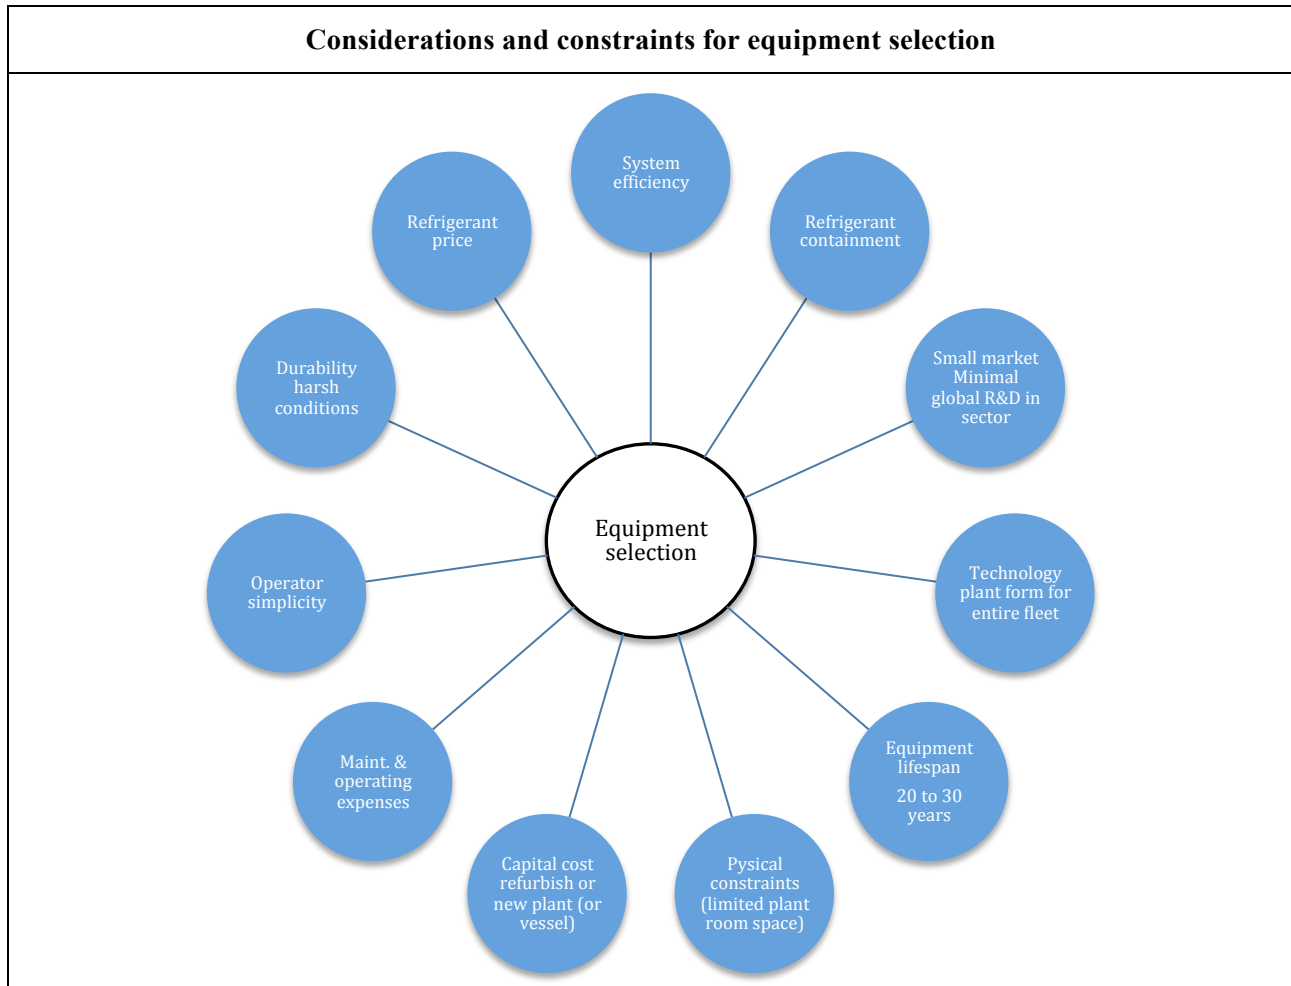 Considerations and constraints for equipment selection
System
efficiency
Refrigerant
containment
Small market
Minimal
global R&D in
sector
Technology
plant form for
entire fleet
Equipment
lifespan
20 to 30
years
Pysical
constraints
(limited plant
room space)
Capital cost
refurbish or
new plant (or
vessel)
Maint. &
operating
expenses
Operator
simplicity
Durability
harsh
conditions
Refrigerant
price
Equipment
selection